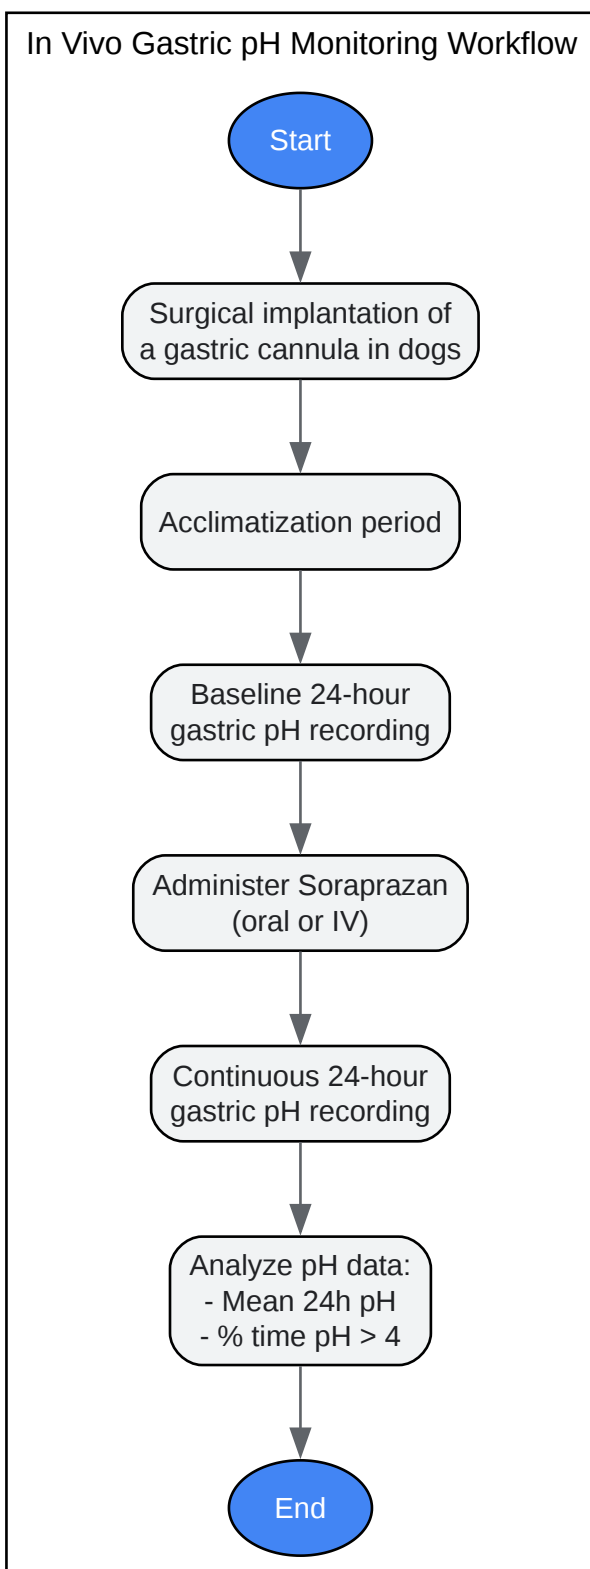 In Vivo Gastric pH Monitoring Workflow
Start
Surgical implantation of
a gastric cannula in dogs
Acclimatization period
Baseline 24-hour
gastric pH recording
Administer Soraprazan
(oral or IV)
Continuous 24-hour
gastric pH recording
Analyze pH data:
- Mean 24h pH
- % time pH > 4
End